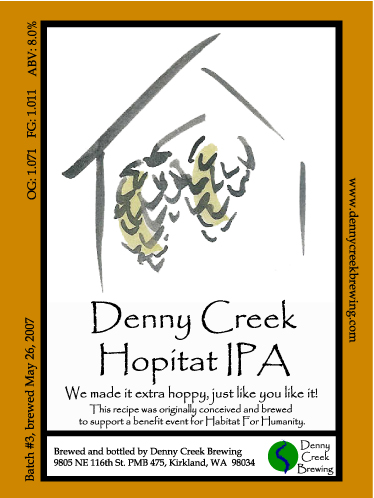 Batch #3, brewed May 26, 2007 OG: 1.071 FG: 1.011 ABV: 8.0%
Denny Creek
Hopitat IPA
We made it extra hoppy, just like you like it!
This recipe was originally conceived and brewed
to support a benefit event for Habitat For Humanity.
Brewed and bottled by Denny Creek Brewing
9805 NE 116th St. PMB 475, Kirkland, WA 98034
Denny
Creek
Brewing
www.dennycreekbrewing.com